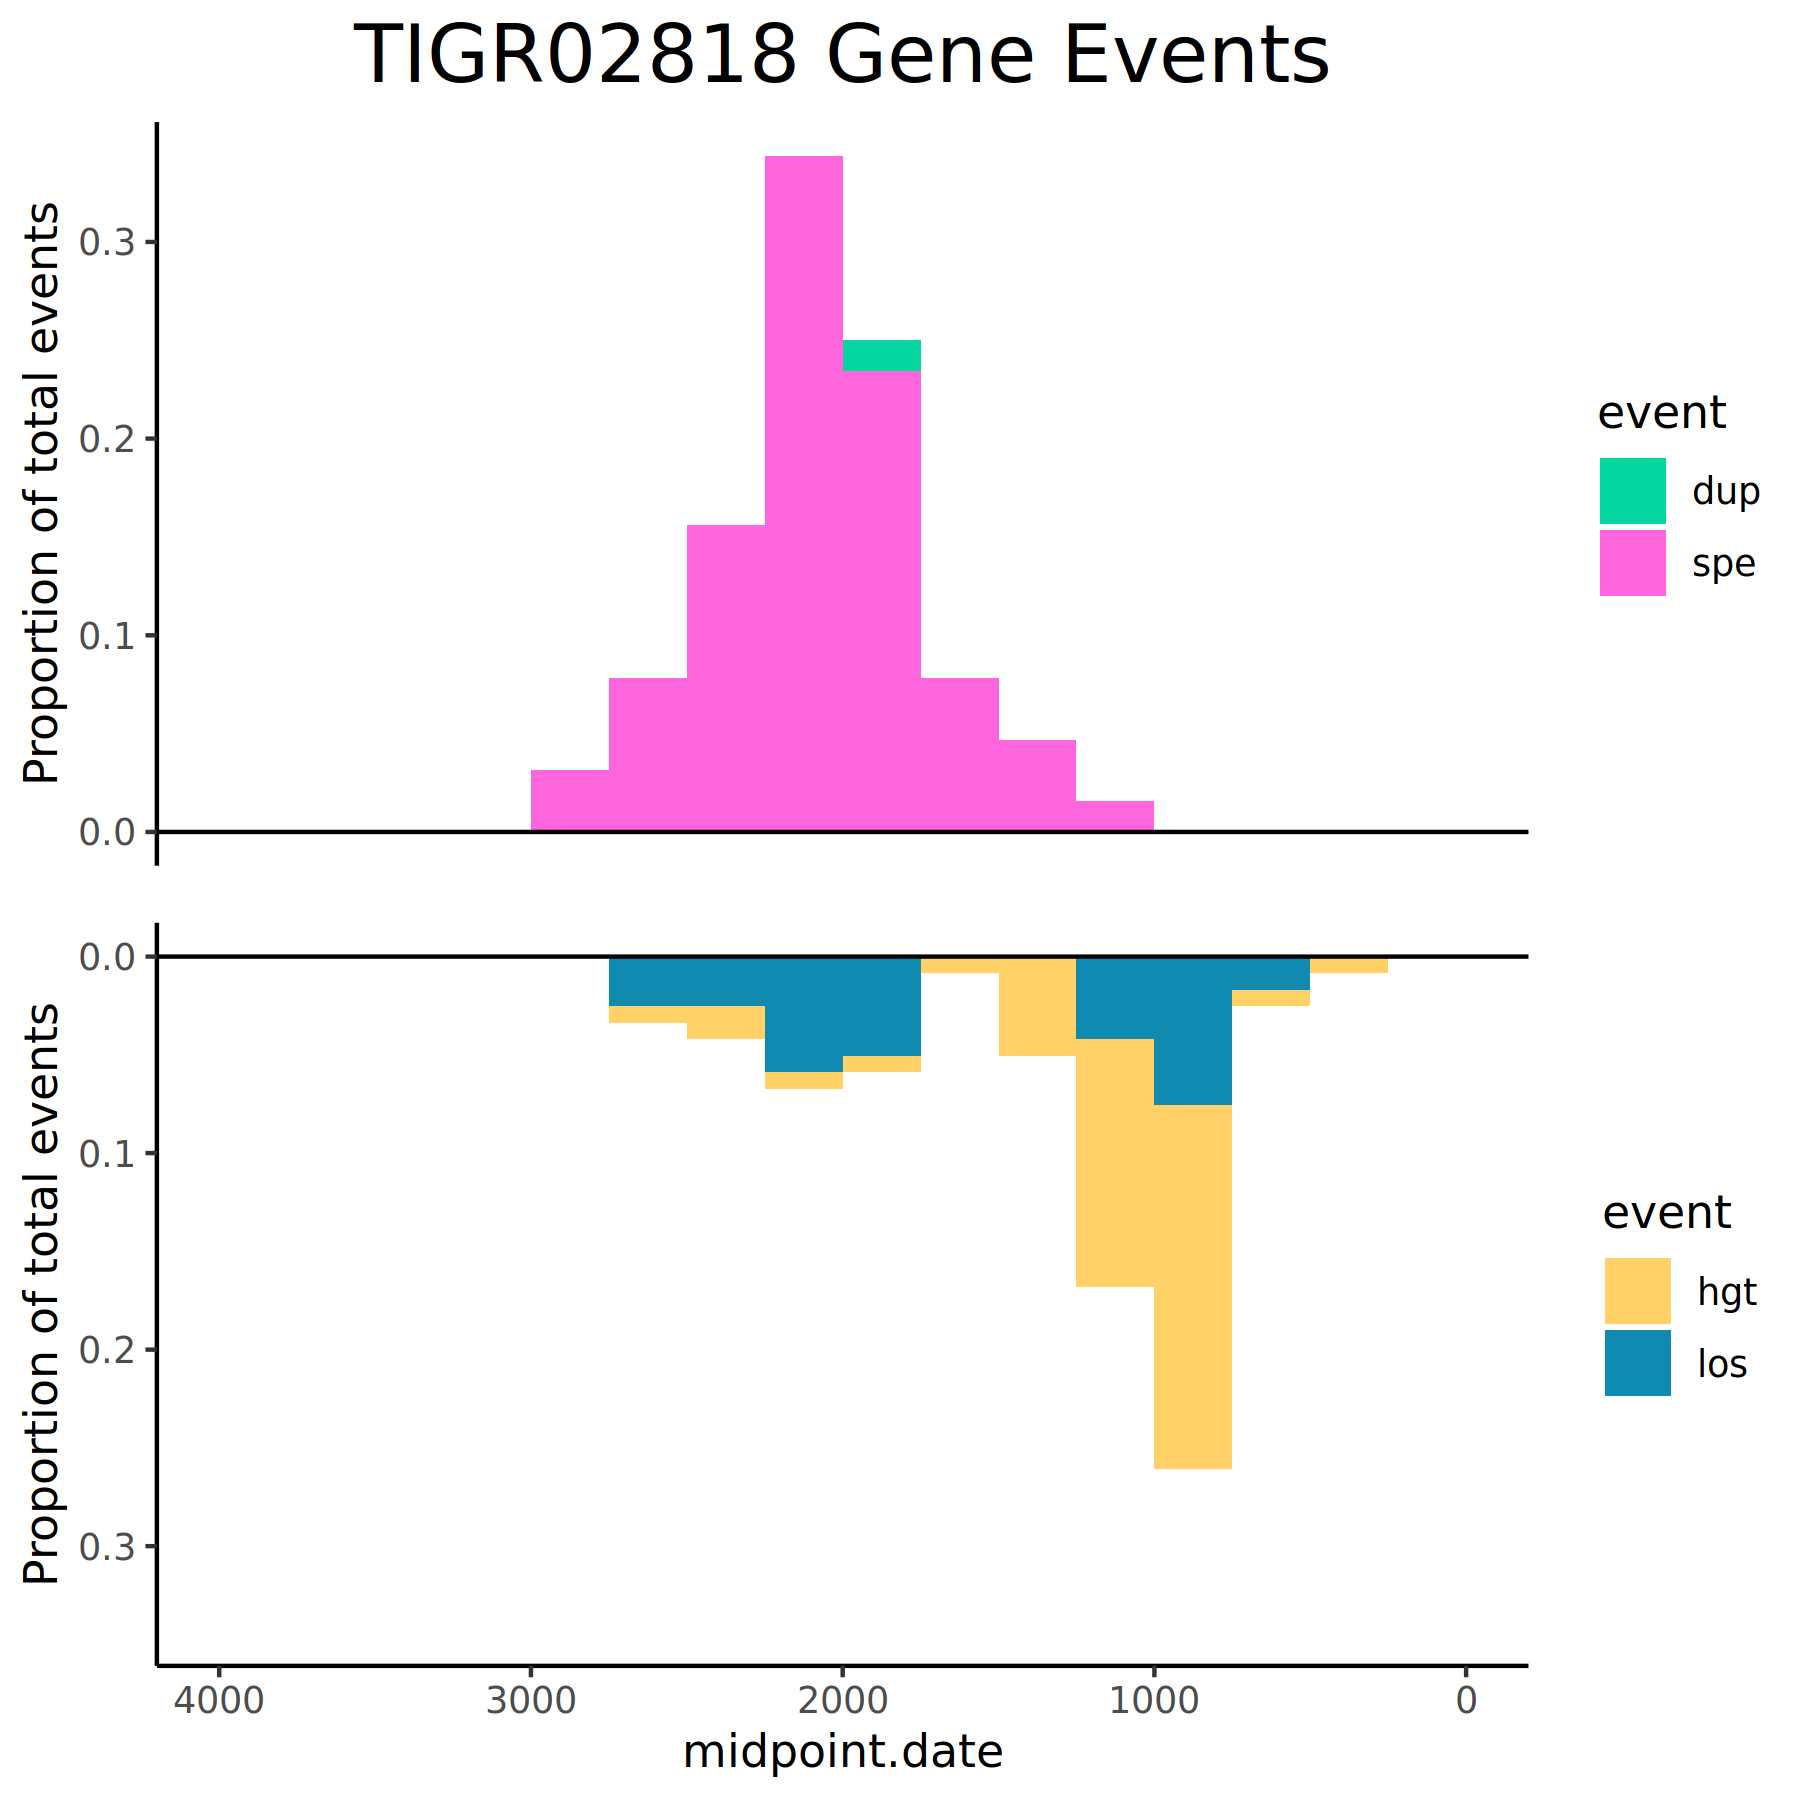 TIGR02818 Gene Events
Proportion of total events
0.3
0.2
0.1
0.0
event
dup
spe
Proportion of total events
0.0
0.1
0.2
0.3
event
hgt
los
4000 3000 2000 1000 0
midpoint.date